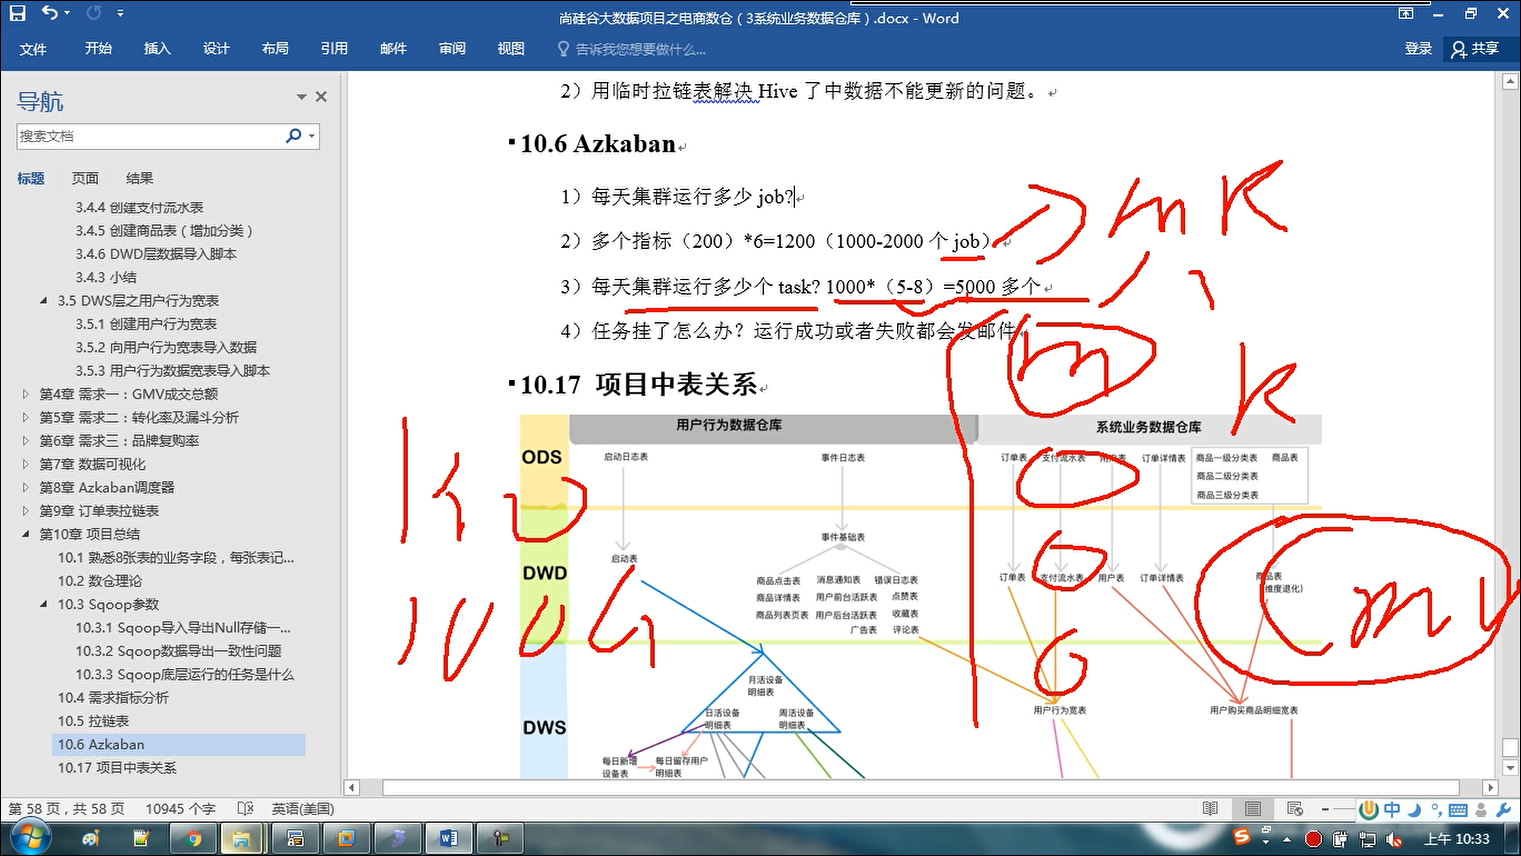 尚硅谷大数据项目之电商数仓（3系统业务数据仓库）.docx - Word
文件 开始 插入 设计 布局 引用 邮件 审阅 视图 告诉我您想要做什么... 登录 共享
导航
搜索文档
标题 页面 结果
3.4.4 创建支付流水表
3.4.5 创建商品表（增加分类）
3.4.6 DWD层数据导入脚本
3.4.3 小结
3.5 DWS层之用户行为宽表
3.5.1 创建用户行为宽表
3.5.2 向用户行为宽表导入数据
3.5.3 用户行为数据宽表导入脚本
第4章 需求一：GMV成交总额
第5章 需求二：转化率及漏斗分析
第6章 需求三：品牌复购率
第7章 数据可视化
第8章 Azkaban调度器
第9章 订单表拉链表
第10章 项目总结
10.1 熟悉8张表的业务字段，每张表记...
10.2 数仓理论
10.3 Sqoop参数
10.3.1 Sqoop导入导出Null存储一...
10.3.2 Sqoop数据导出一致性问题
10.3.3 Sqoop底层运行的任务是什么
10.4 需求指标分析
10.5 拉链表
10.6 Azkaban
10.17 项目中表关系
2）用临时拉链表解决 Hive 了中数据不能更新的问题。
10.6 Azkaban
1）每天集群运行多少 job?
2）多个指标（200）*6=1200（1000-2000 个 job）
3）每天集群运行多少个 task? 1000*（5-8）=5000 多个
4）任务挂了怎么办？运行成功或者失败都会发邮件
10.17 项目中表关系
用户行为数据仓库 系统业务数据仓库
ODS
启动日志表 事件日志表 订单表 支付流水表 用户表 订单详情表 商品一级分类表 商品表
商品二级分类表
商品三级分类表
事件基础表
DWD
启动表
商品点击表 消息通知表 错误日志表
商品详情表 用户前台活跃表 点赞表
商品列表页表 用户后台活跃表 收藏表
广告表 评论表
订单表 支付流水表 用户表 订单详情表 商品表
维度退化)
DWS
月活设备
明细表
日活设备
明细表
周活设备
明细表
用户行为宽表 用户购买商品明细宽表
每日新增
设备表
每日留存用户
明细表
m K
m
K
第 58 页，共 58 页 10945 个字 英语(美国)
中
上午 10:33